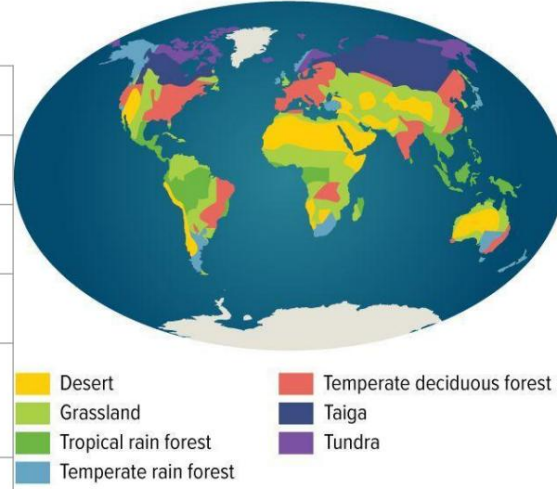 Desert
Grassland
Tropical rain forest
Temperate rain forest
Temperate deciduous forest
Taiga
Tundra